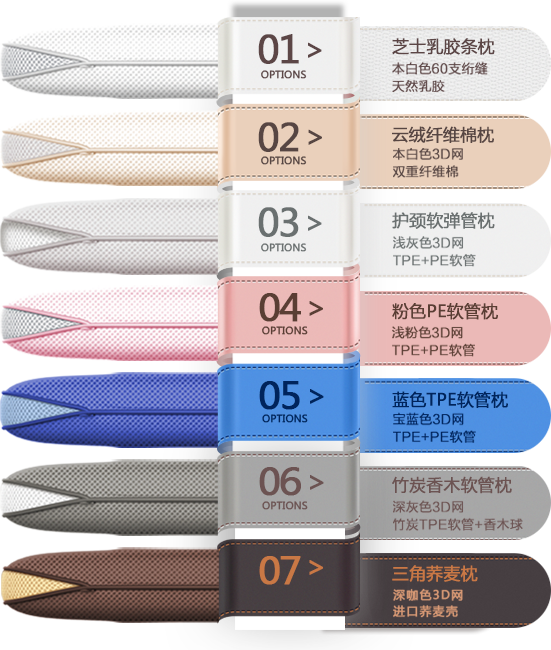 01 >
OPTIONS
芝士乳胶条枕
本白色60支绗缝
天然乳胶
02 >
OPTIONS
云绒纤维棉枕
本白色3D网
双重纤维棉
03 >
OPTIONS
护颈软弹管枕
浅灰色3D网
TPE+PE软管
04 >
OPTIONS
粉色PE软管枕
浅粉色3D网
TPE+PE软管
05 >
OPTIONS
蓝色TPE软管枕
宝蓝色3D网
TPE+PE软管
06 >
OPTIONS
竹炭香木软管枕
深灰色3D网
竹炭TPE软管+香木球
07 >
三角荞麦枕
深咖色3D网
进口荞麦壳